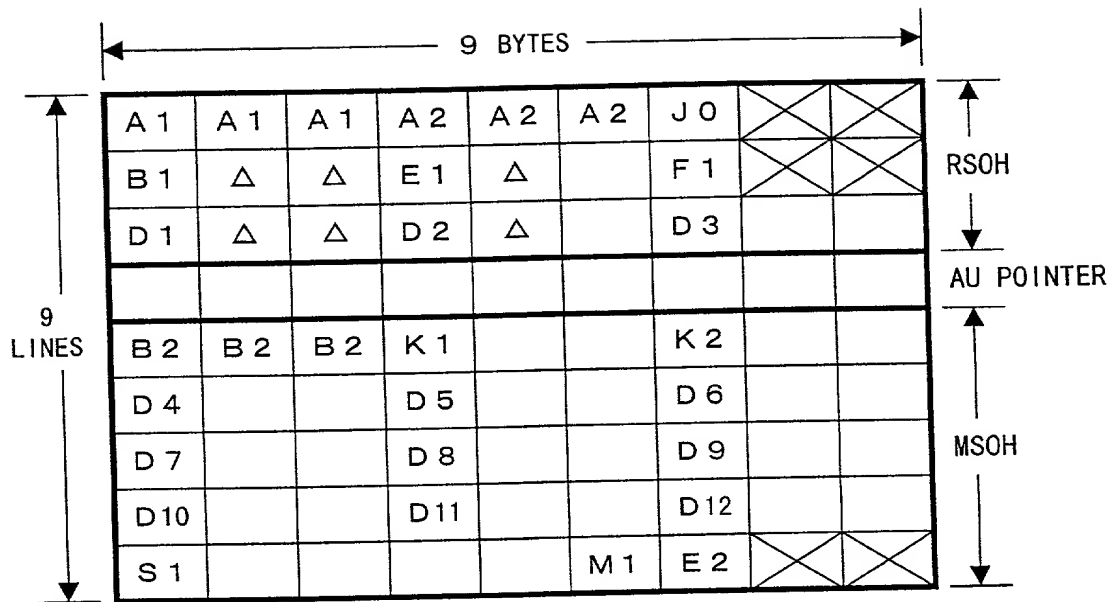 9 BYTES
A1 A1 A1 A2 A2 A2 J0
B1 △ △ E1 △ F1
RSOH
D1 △ △ D2 △ D3
AU POINTER
9
LINES
B2 B2 B2 K1 K2
D4 D5 D6
D7 D8 D9
MSOH
D10 D11 D12
S1 M1 E2